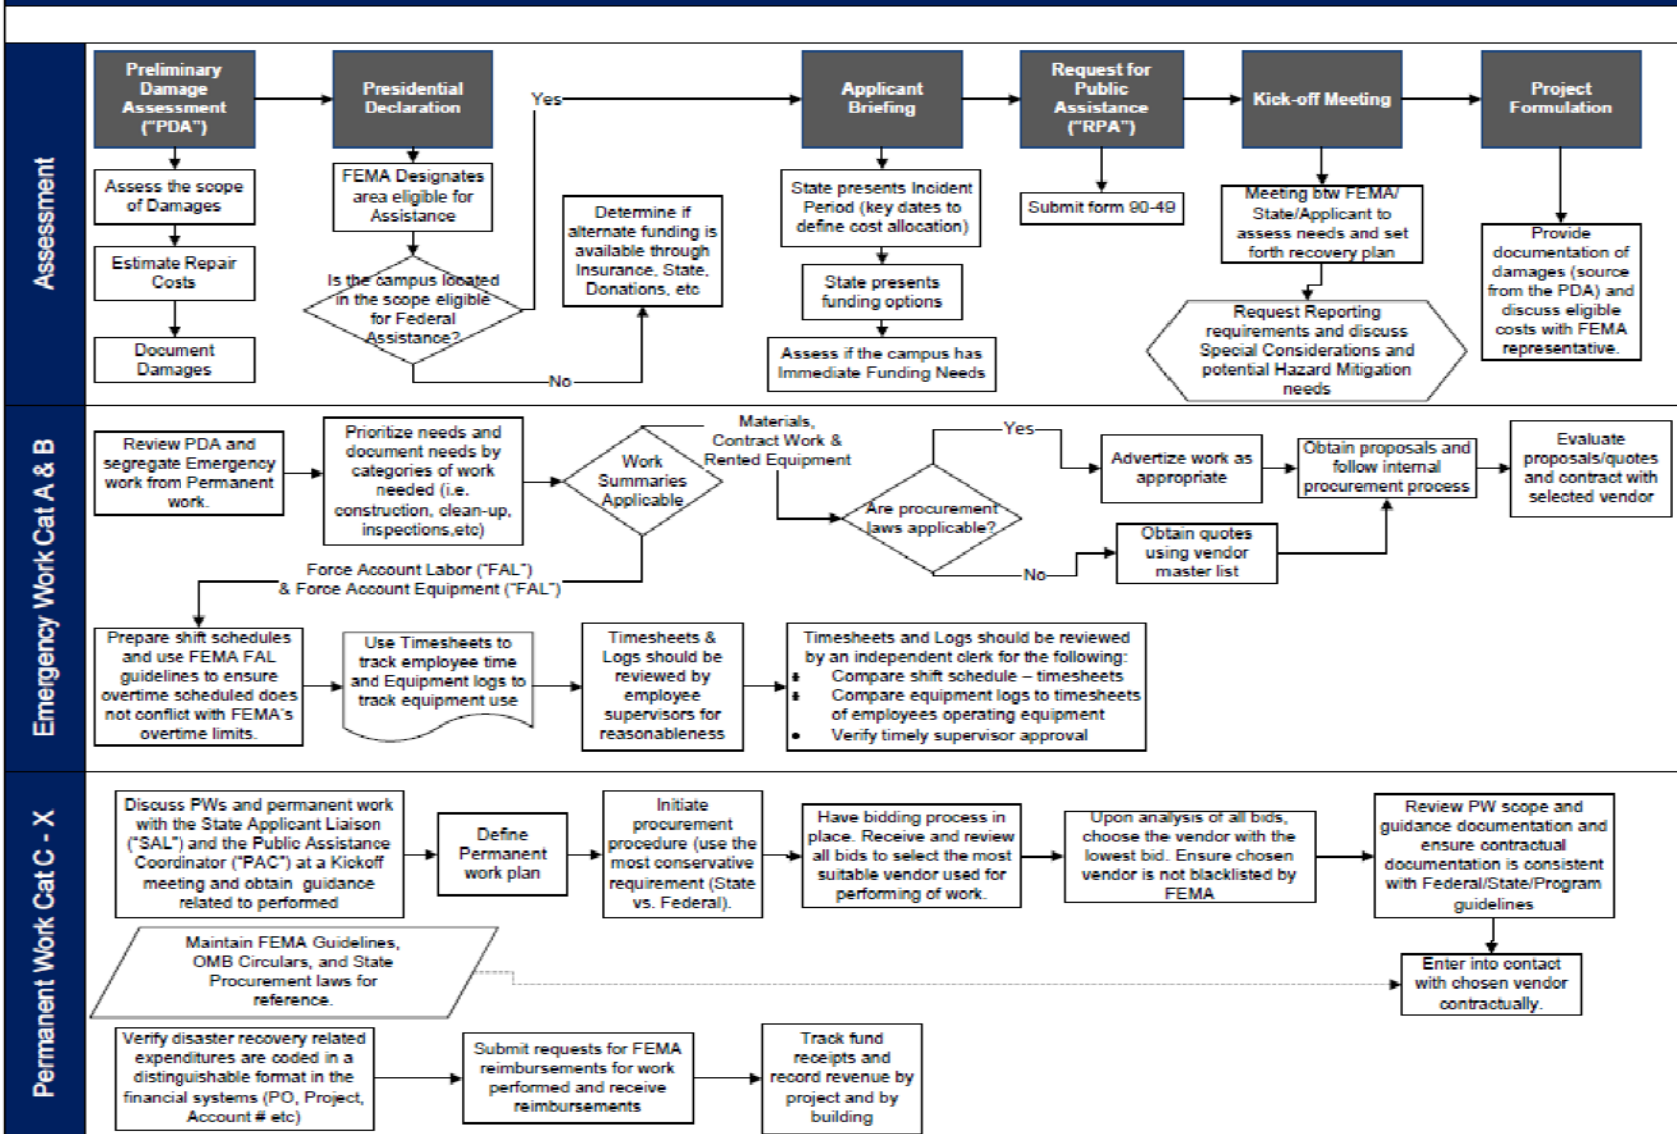 Assessment
Preliminary
Damage
Assessment
("PDA")
Presidential
Declaration
Yes
Applicant
Briefing
Request for
Public
Assistance
("RPA")
Kick-off Meeting
Project
Formulation
Assess the scope
of Damages
Estimate Repair
Costs
Document
Damages
FEMA Designates
area eligible for
Assistance
Is the campus located
in the scope eligible
for Federal
Assistance?
No
Determine if
alternate funding is
available through
Insurance, State,
Donations, etc
State presents Incident
Period (key dates to
define cost allocation)
State presents
funding options
Assess if the campus has
Immediate Funding Needs
Submit form 90-49
Meeting btw FEMA/
State/Applicant to
assess needs and set
forth recovery plan
Request Reporting
requirements and discuss
Special Considerations and
potential Hazard Mitigation
needs
Provide
documentation of
damages (source
from the PDA) and
discuss eligible
costs with FEMA
representative.
Emergency Work Cat A & B
Review PDA and
segregate Emergency
work from Permanent
work.
Prioritize needs and
document needs by
categories of work
needed (i.e.
construction, clean-up,
inspections,etc)
Work
Summaries
Applicable
Materials,
Contract Work &
Rented Equipment
Are procurement
laws applicable?
Yes
No
Advertize work as
appropriate
Obtain quotes
using vendor
master list
Obtain proposals and
follow internal
procurement process
Evaluate
proposals/quotes
and contract with
selected vendor
Force Account Labor ("FAL")
& Force Account Equipment ("FAL")
Prepare shift schedules
and use FEMA FAL
guidelines to ensure
overtime scheduled does
not conflict with FEMA's
overtime limits.
Use Timesheets to
track employee time
and Equipment logs to
track equipment use
Timesheets &
Logs should be
reviewed by
employee
supervisors for
reasonableness
Timesheets and Logs should be reviewed
by an independent clerk for the following:
• Compare shift schedule – timesheets
• Compare equipment logs to timesheets
of employees operating equipment
• Verify timely supervisor approval
Permanent Work Cat C - X
Discuss PWs and permanent work
with the State Applicant Liaison
("SAL") and the Public Assistance
Coordinator ("PAC") at a Kickoff
meeting and obtain guidance
related to performed
Define
Permanent
work plan
Initiate
procurement
procedure (use the
most conservative
requirement (State
vs. Federal).
Have bidding process in
place. Receive and review
all bids to select the most
suitable vendor used for
performing of work.
Upon analysis of all bids,
choose the vendor with the
lowest bid. Ensure chosen
vendor is not blacklisted by
FEMA
Review PW scope and
guidance documentation and
ensure contractual
documentation is consistent
with Federal/State/Program
guidelines
Maintain FEMA Guidelines,
OMB Circulars, and State
Procurement laws for
reference.
Enter into contact
with chosen vendor
contractually.
Verify disaster recovery related
expenditures are coded in a
distinguishable format in the
financial systems (PO, Project,
Account # etc)
Submit requests for FEMA
reimbursements for work
performed and receive
reimbursements
Track fund
receipts and
record revenue by
project and by
building